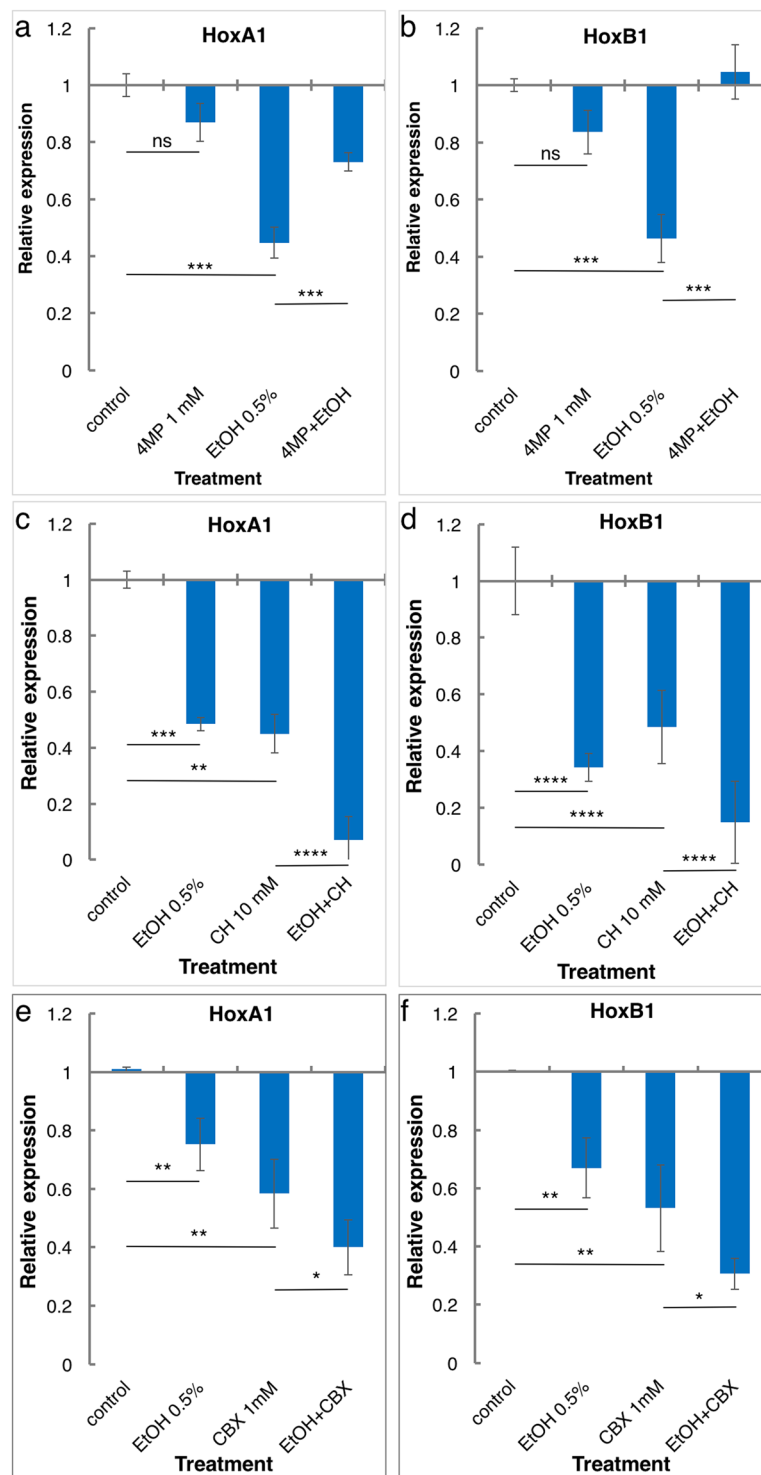 a
HoxA1
1.2
1
0.8
0.6
0.4
0.2
0
Relative expression
ns
***
***
control
4MP 1 mM
EtOH 0.5%
4MP+EtOH
Treatment
b
HoxB1
1.2
1
0.8
0.6
0.4
0.2
0
Relative expression
ns
***
***
control
4MP 1 mM
EtOH 0.5%
4MP+EtOH
Treatment
c
HoxA1
1.2
1
0.8
0.6
0.4
0.2
0
Relative expression
***
**
****
control
EtOH 0.5%
CH 10 mM
EtOH+CH
Treatment
d
HoxB1
1.2
1
0.8
0.6
0.4
0.2
0
Relative expression
****
****
****
control
EtOH 0.5%
CH 10 mM
EtOH+CH
Treatment
e
HoxA1
1.2
1
0.8
0.6
0.4
0.2
0
Relative expression
**
**
*
control
EtOH 0.5%
CBX 1mM
EtOH+CBX
Treatment
f
HoxB1
1.2
1
0.8
0.6
0.4
0.2
0
Relative expression
**
**
*
control
EtOH 0.5%
CBX 1mM
EtOH+CBX
Treatment